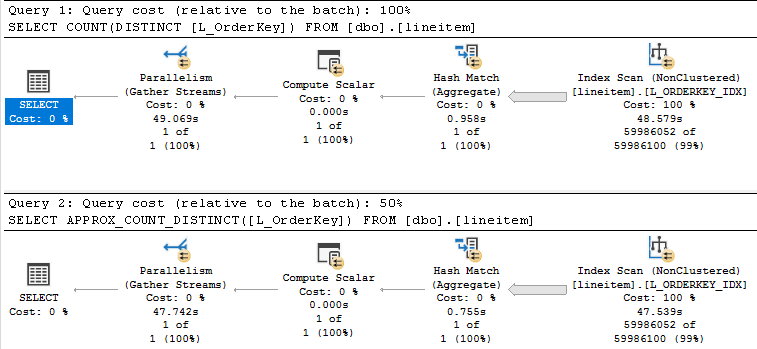 Query 1: Query cost (relative to the batch): 100%
SELECT COUNT(DISTINCT [L_OrderKey]) FROM [dbo].[lineitem]
SELECT
Cost: 0 %
Parallelism
(Gather Streams)
Cost: 0 %
49.069s
1 of
1 (100%)
Compute Scalar
Cost: 0 %
0.000s
1 of
1 (100%)
Hash Match
(Aggregate)
Cost: 0 %
0.958s
1 of
1 (100%)
Index Scan (NonClustered)
[lineitem].[L_ORDERKEY_IDX]
Cost: 100 %
48.579s
59986052 of
59986100 (99%)
Query 2: Query cost (relative to the batch): 50%
SELECT APPROX_COUNT_DISTINCT([L_OrderKey]) FROM [dbo].[lineitem]
SELECT
Cost: 0 %
Parallelism
(Gather Streams)
Cost: 0 %
47.742s
1 of
1 (100%)
Compute Scalar
Cost: 0 %
0.000s
1 of
1 (100%)
Hash Match
(Aggregate)
Cost: 0 %
0.755s
1 of
1 (100%)
Index Scan (NonClustered)
[lineitem].[L_ORDERKEY_IDX]
Cost: 100 %
47.539s
59986052 of
59986100 (99%)